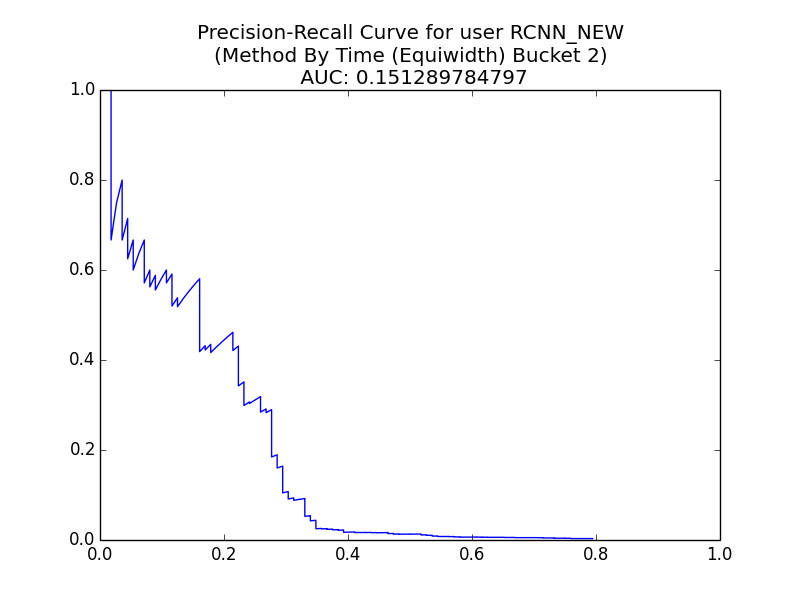 Precision-Recall Curve for user RCNN_NEW
(Method By Time (Equiwidth) Bucket 2)
AUC: 0.151289784797
1.0
0.8
0.6
0.4
0.2
0.0
0.0 0.2 0.4 0.6 0.8 1.0